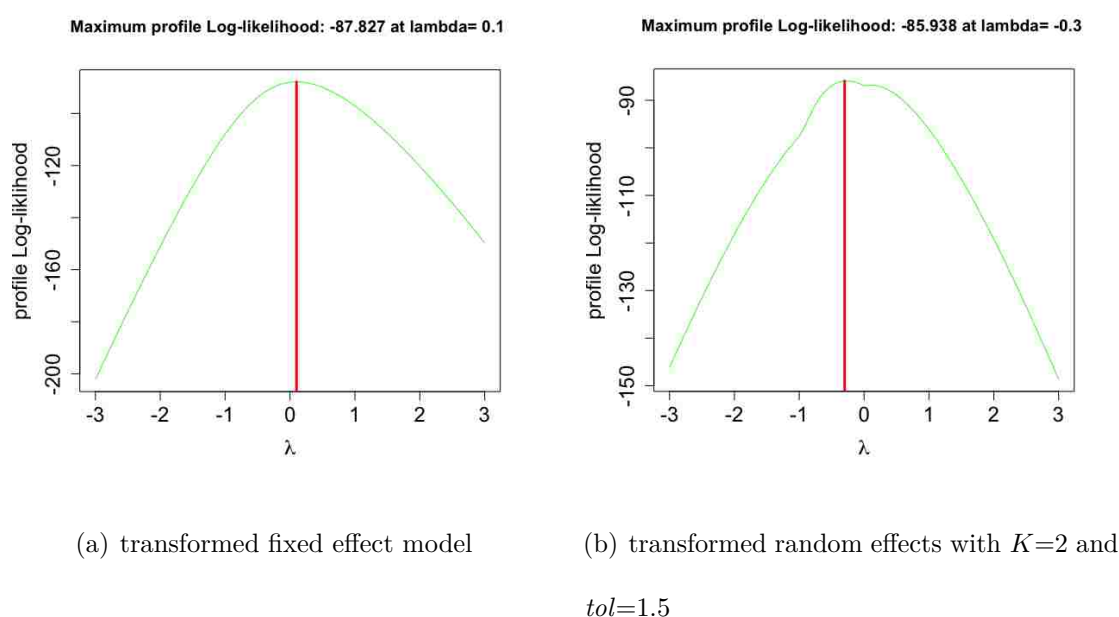 Maximum profile Log-likelihood: -87.827 at lambda= 0.1
profile Log-liklihood
-120
-160
-200
-3 -2 -1 0 1 2 3
λ
(a) transformed fixed effect model
Maximum profile Log-likelihood: -85.938 at lambda= -0.3
profile Log-liklihood
-90
-110
-130
-150
-3 -2 -1 0 1 2 3
λ
(b) transformed random effects with K=2 and
tol=1.5